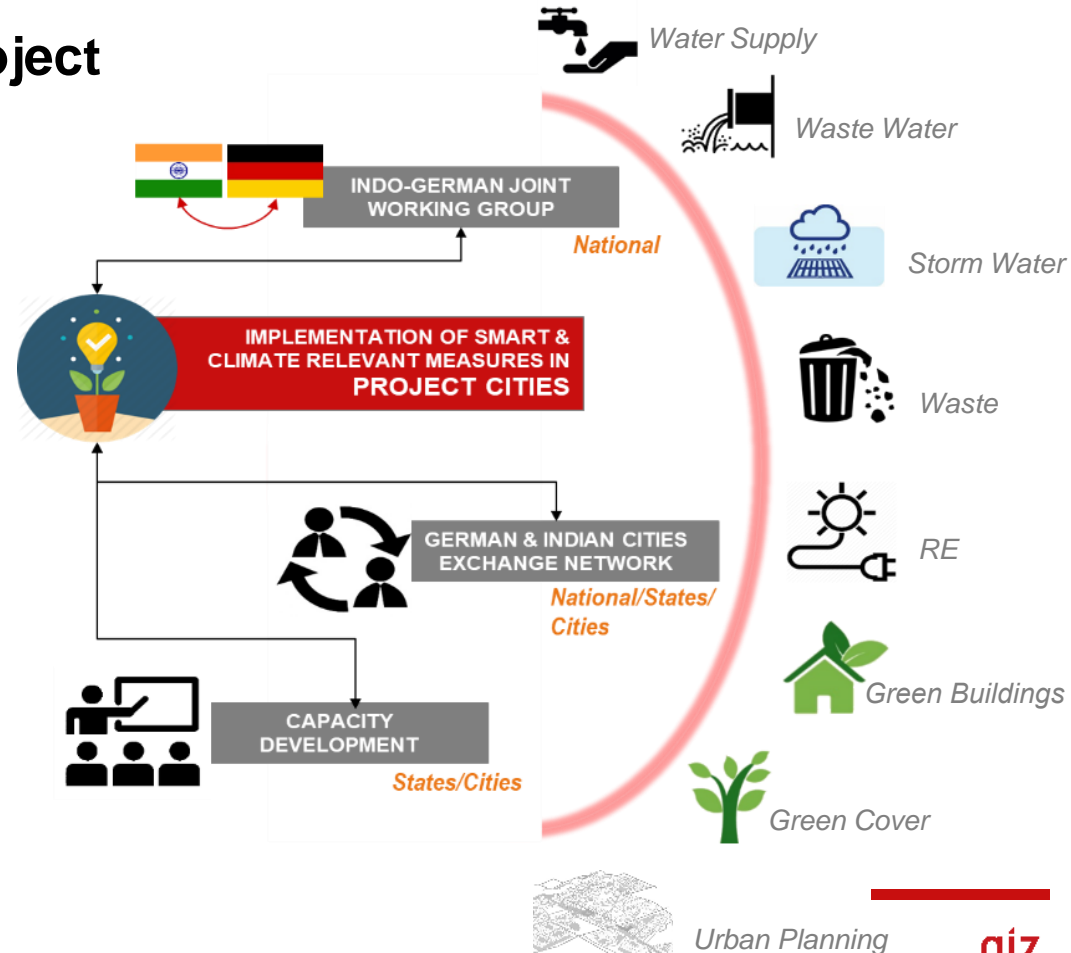 oject
Water Supply
Waste Water
INDO-GERMAN JOINT
WORKING GROUP
National
Storm Water
IMPLEMENTATION OF SMART &
CLIMATE RELEVANT MEASURES IN
PROJECT CITIES
Waste
GERMAN & INDIAN CITIES
EXCHANGE NETWORK
RE
National/States/
Cities
Green Buildings
CAPACITY
DEVELOPMENT
States/Cities
Green Cover
Urban Planning
giz